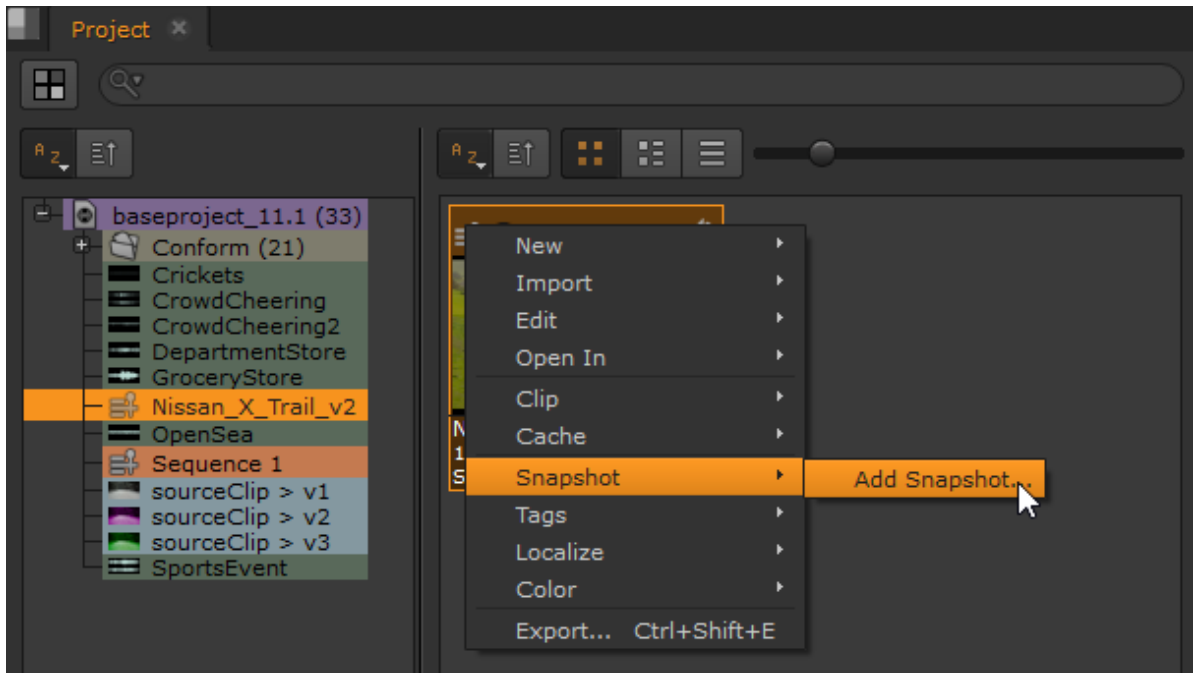 Project
A Z
A Z
baseproject_11.1 (33)
Conform (21)
Crickets
CrowdCheering
CrowdCheering2
DepartmentStore
GroceryStore
Nissan_X_Trail_v2
OpenSea
Sequence 1
sourceClip > v1
sourceClip > v2
sourceClip > v3
SportsEvent
N
1
S
New
Import
Edit
Open In
Clip
Cache
Snapshot
Add Snapshot...
Tags
Localize
Color
Export... Ctrl+Shift+E